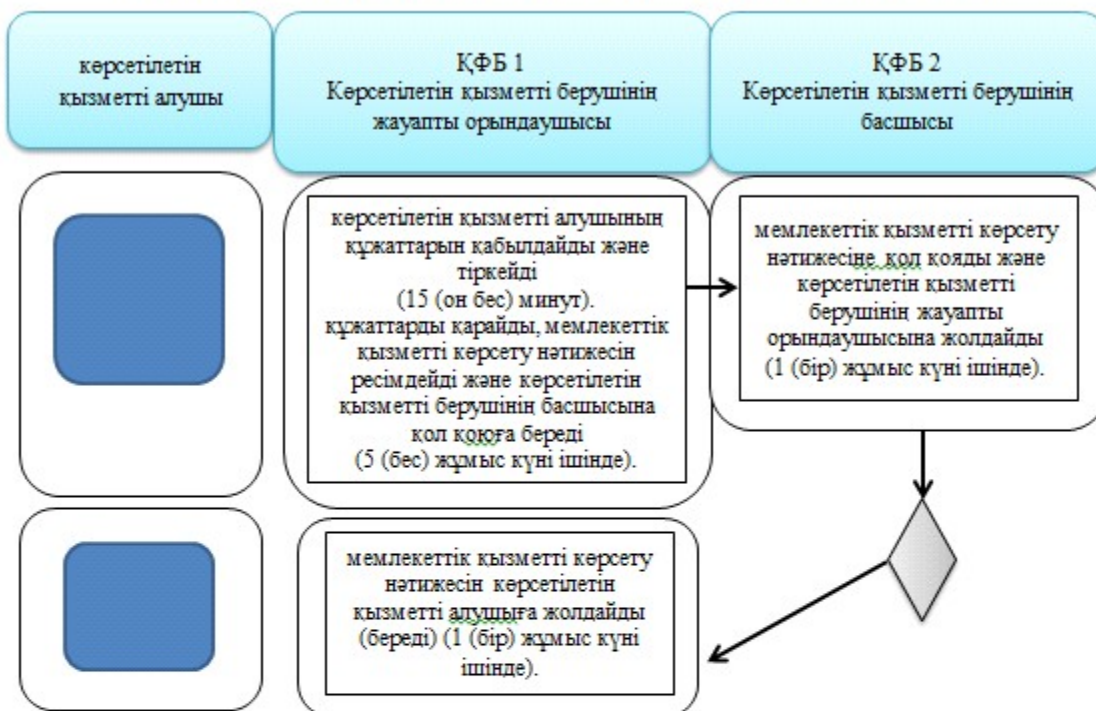 көрсетілетін
қызметті алушы
ҚФБ 1
Көрсетілетін қызметті берушінің
жауапты орындаушысы
ҚФБ 2
Көрсетілетін қызметті берушінің
басшысы
көрсетілетін қызметті алушының
құжаттарын қабылдайды және
тіркейді
(15 (он бес) минут).
құжаттарды қарайды, мемлекеттік
қызметті көрсету нәтижесін
ресімдейді және көрсетілетін
қызметті берушінің басшысына
қол қоюға береді
(5 (бес) жұмыс күні ішінде).
мемлекеттік қызметті көрсету
нәтижесіне қол қояды және
көрсетілетін қызметті
берушінің жауапты
орындаушысына жолдайды
(1 (бір) жұмыс күні ішінде).
мемлекеттік қызметті көрсету
нәтижесін көрсетілетін
қызметті алушыға жолдайды
(береді) (1 (бір) жұмыс күні
ішінде).